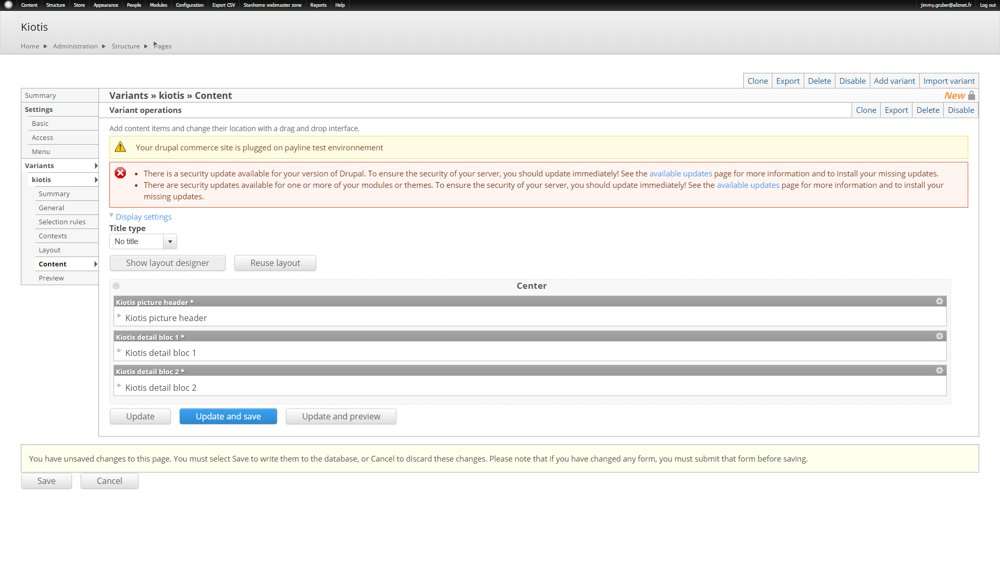 Content Structure Store Appearance People Modules Configuration Export CSV Stanhome webmaster zone Reports Help jimmy.gruber@aliznet.fr Log out
Kiotis
Home Administration Structure Pages
Clone Export Delete Disable Add variant Import variant
Summary
Settings
Basic
Access
Menu
Variants
kiotis
Summary
General
Selection rules
Contexts
Layout
Content
Preview
Variants » kiotis » Content New
Variant operations Clone Export Delete Disable
Add content items and change their location with a drag and drop interface.
Your drupal commerce site is plugged on payline test environnement
• There is a security update available for your version of Drupal. To ensure the security of your server, you should update immediately! See the available updates page for more information and to install your missing updates.
• There are security updates available for one or more of your modules or themes. To ensure the security of your server, you should update immediately! See the available updates page for more information and to install your
missing updates.
Display settings
Title type
No title
Show layout designer Reuse layout
Center
Kiotis picture header *
Kiotis picture header
Kiotis detail bloc 1 *
Kiotis detail bloc 1
Kiotis detail bloc 2 *
Kiotis detail bloc 2
Update Update and save Update and preview
You have unsaved changes to this page. You must select Save to write them to the database, or Cancel to discard these changes. Please note that if you have changed any form, you must submit that form before saving.
Save Cancel